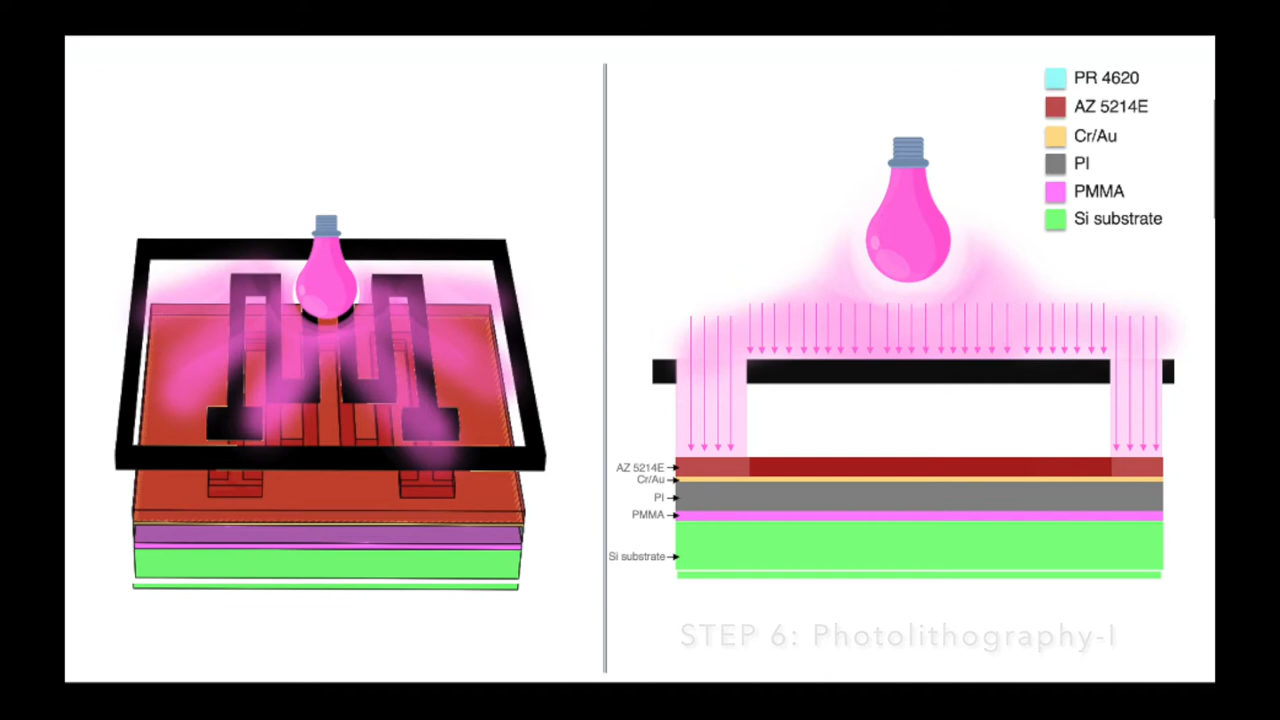 PR 4620
AZ 5214E
Cr/Au
PI
PMMA
Si substrate
AZ 5214E
Cr/Au
PI
PMMA
Si substrate
STEP 6: Photolithography-I